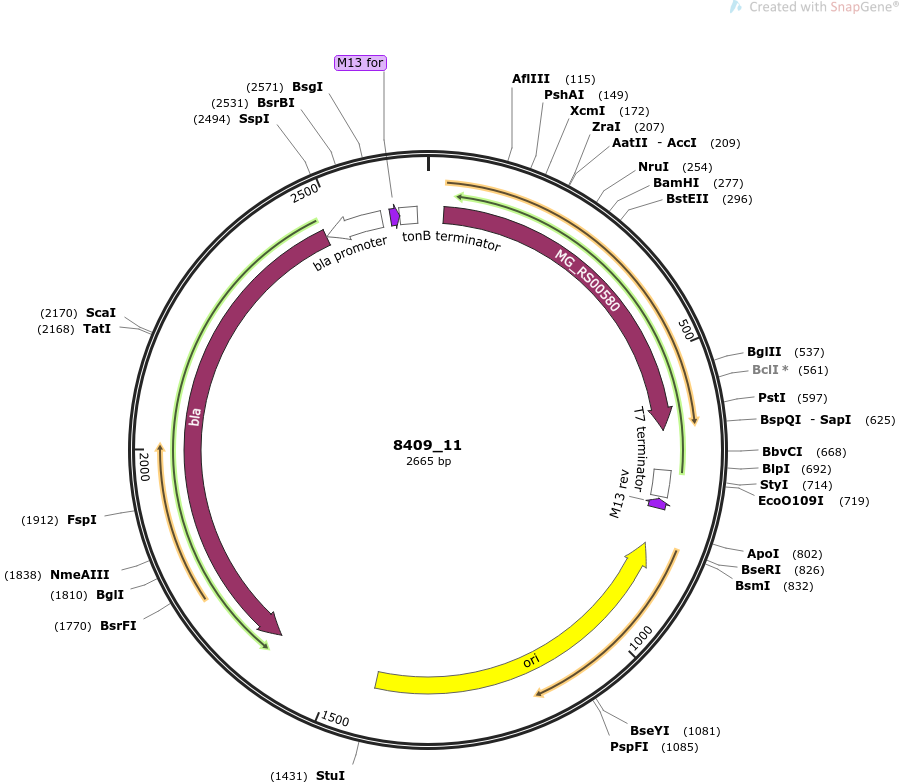 Created with SnapGene®
M13 for
(2571) BsgI
(2531) BsrBI
(2494) SspI
AflIII (115)
PshAI (149)
XcmI (172)
ZraI (207)
AatII - AccI (209)
NruI (254)
BamHI (277)
BstEII (296)
2500
bla promoter
tonB terminator
MG_RS00580
500
(2170) ScaI
(2168) TatI
BglII (537)
BclI * (561)
PstI (597)
BspQI - SapI (625)
bla
T7 terminator
8409_11
2665 bp
BbvCI (668)
BlpI (692)
StyI (714)
EcoO109I (719)
2000
M13 rev
(1912) FspI
ApoI (802)
BseRI (826)
BsmI (832)
(1838) NmeAIII
(1810) BglI
(1770) BsrFI
1000
ori
1500
BseYI (1081)
PspFI (1085)
(1431) StuI